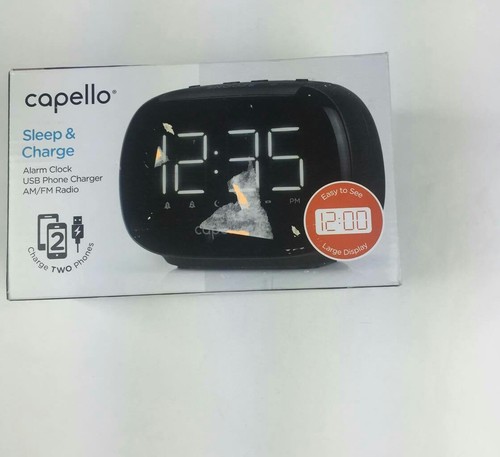 capello®
Sleep &
Charge
Alarm Clock
USB Phone Charger
AM/FM Radio
2
Charge TWO Phones
12:35
PM
Easy to See
12:00
Large Display